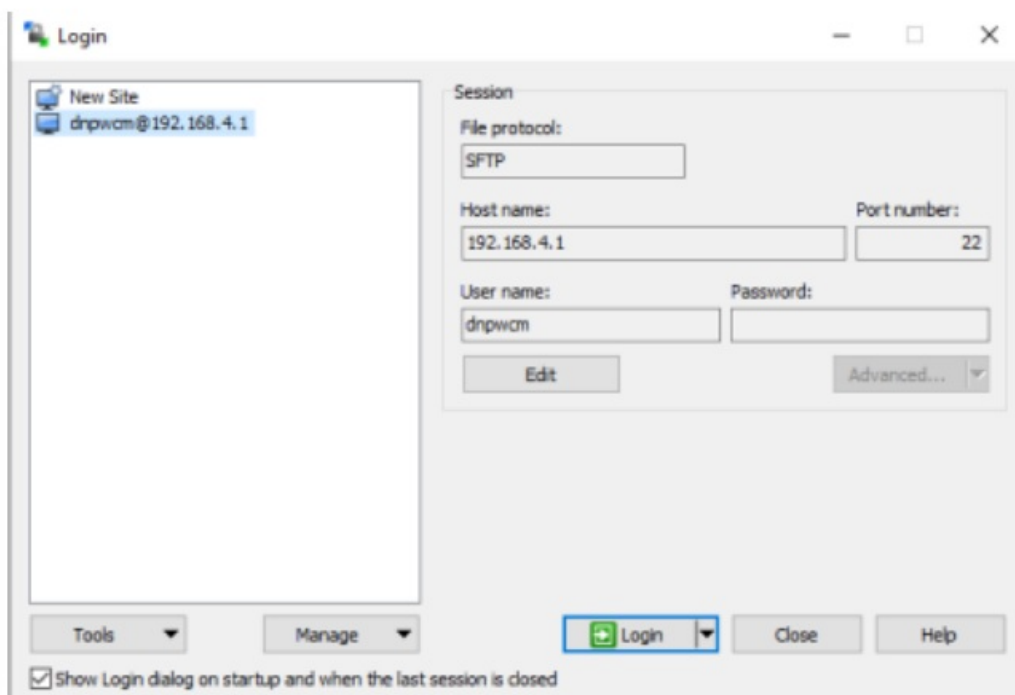 Login
New Site
dnpwcm@192.168.4.1
Session
File protocol:
SFTP
Host name:
Port number:
192.168.4.1
22
User name:
Password:
dnpwcm
Edit
Advanced...
Tools
Manage
Login
Close
Help
Show Login dialog on startup and when the last session is closed